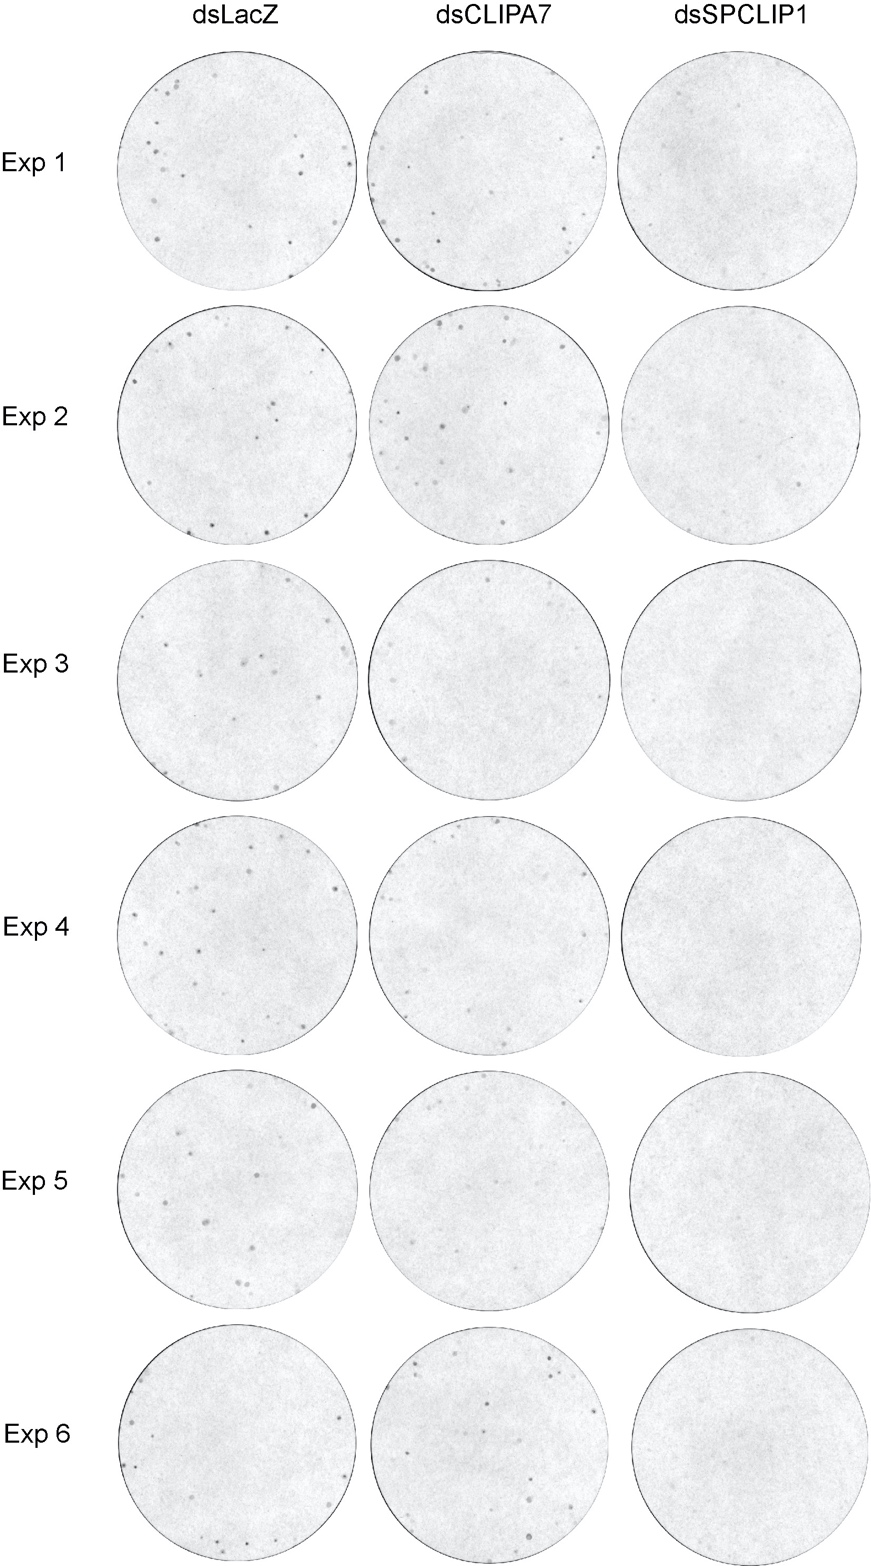 dsLacZ dsCLIPA7 dsSPCLIP1
Exp 1
Exp 2
Exp 3
Exp 4
Exp 5
Exp 6